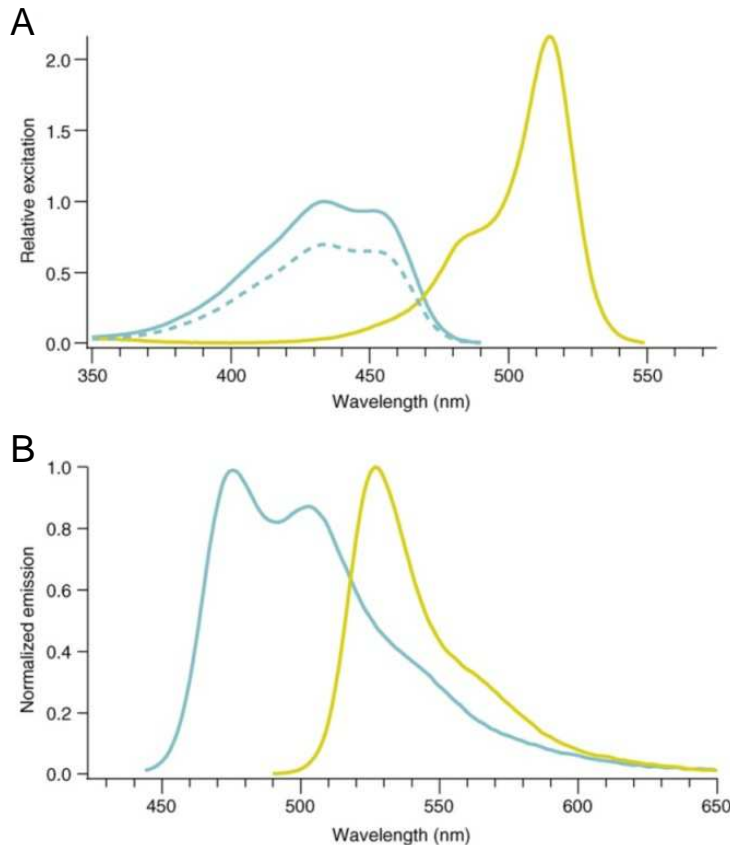 A
Relative excitation
2.0
1.5
1.0
0.5
0.0
350 400 450 500 550
Wavelength (nm)
B
Normalized emission
1.0
0.8
0.6
0.4
0.2
0.0
450 500 550 600 650
Wavelength (nm)